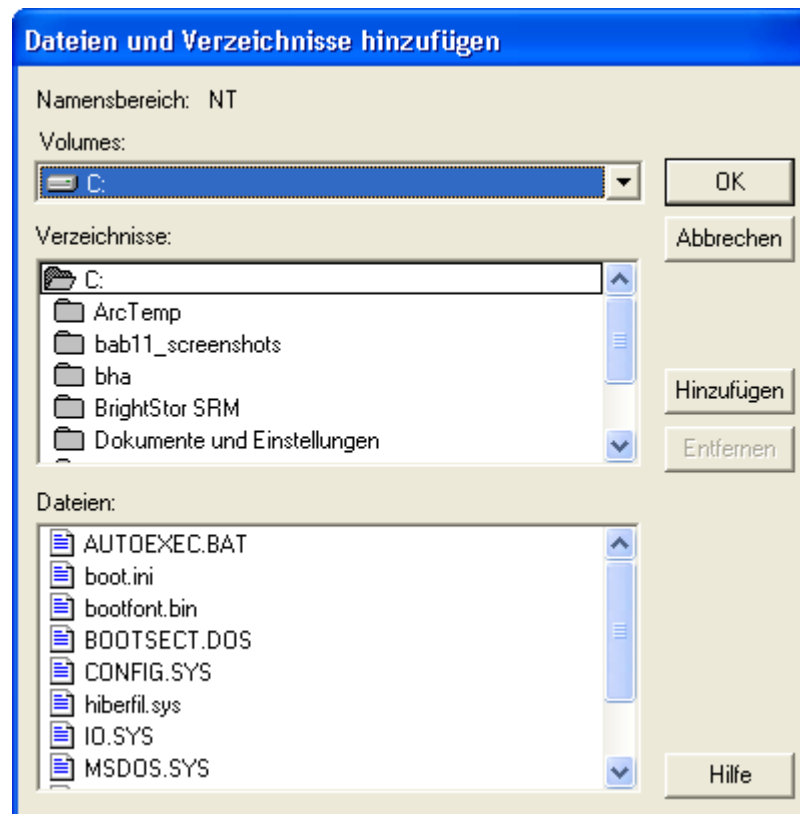 Dateien und Verzeichnisse hinzufügen
Namensbereich: NT
Volumes:
C:
OK
Verzeichnisse:
Abbrechen
C:
ArcTemp
bab11_screenshots
bha
BrightStor SRM
Dokumente und Einstellungen
Hinzufügen
Entfernen
Dateien:
AUTOEXEC.BAT
boot.ini
bootfont.bin
BOOTSECT.DOS
CONFIG.SYS
hiberfil.sys
IO.SYS
MSDOS.SYS
Hilfe